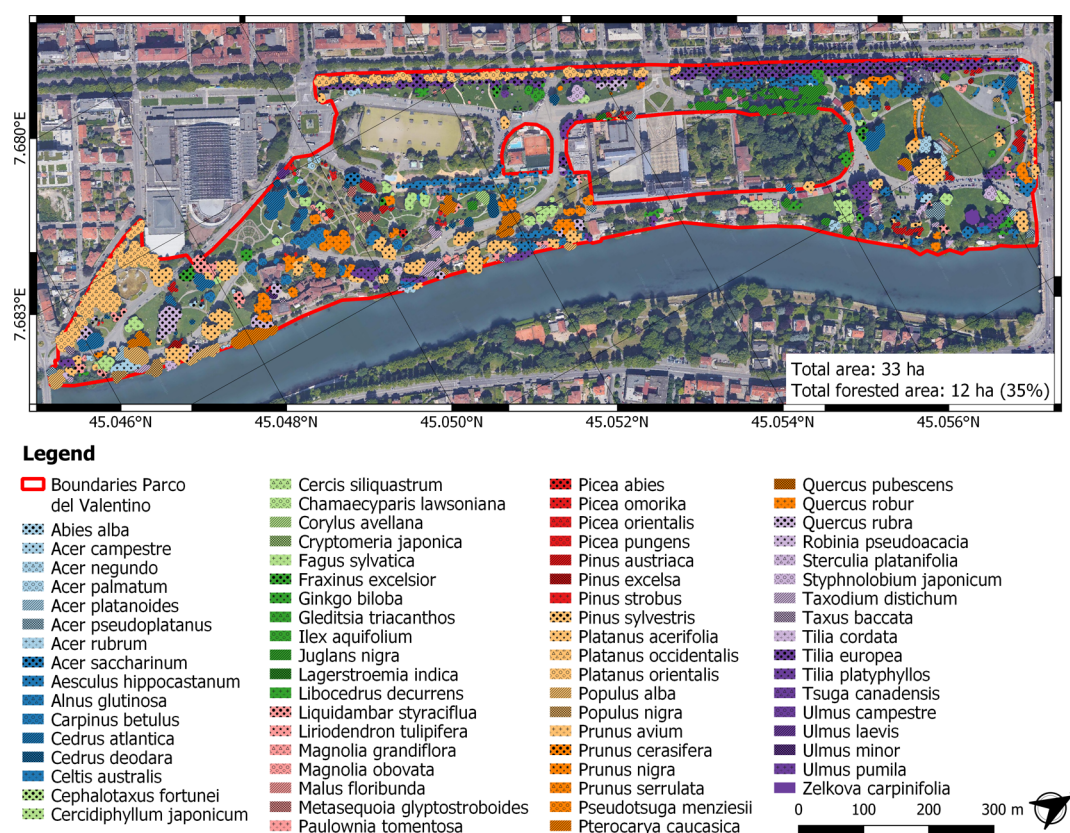 7.680°E
7.683°E
Total area: 33 ha
Total forested area: 12 ha (35%)
45.046°N
45.048°N
45.050°N
45.052°N
45.054°N
45.056°N
Legend
Boundaries Parco
del Valentino
Abies alba
Acer campestre
Acer negundo
Acer palmatum
Acer platanoides
Acer pseudoplatanus
Acer rubrum
Acer saccharinum
Aesculus hippocastanum
Alnus glutinosa
Carpinus betulus
Cedrus atlantica
Cedrus deodara
Celtis australis
Cephalotaxus fortunei
Cercidiphyllum japonicum
Cercis siliquastrum
Chamaecyparis lawsoniana
Corylus avellana
Cryptomeria japonica
Fagus sylvatica
Fraxinus excelsior
Ginkgo biloba
Gleditsia triacanthos
Ilex aquifolium
Juglans nigra
Lagerstroemia indica
Libocedrus decurrens
Liquidambar styraciflua
Liriodendron tulipifera
Magnolia grandiflora
Magnolia obovata
Malus floribunda
Metasequoia glyptostroboides
Paulownia tomentosa
Picea abies
Picea omorika
Picea orientalis
Picea pungens
Pinus austriaca
Pinus excelsa
Pinus strobus
Pinus sylvestris
Platanus acerifolia
Platanus occidentalis
Platanus orientalis
Populus alba
Populus nigra
Prunus avium
Prunus cerasifera
Prunus nigra
Prunus serrulata
Pseudotsuga menziesii
Pterocarya caucasica
Quercus pubescens
Quercus robur
Quercus rubra
Robinia pseudoacacia
Sterculia platanifolia
Styphnolobium japonicum
Taxodium distichum
Taxus baccata
Tilia cordata
Tilia europea
Tilia platyphyllos
Tsuga canadensis
Ulmus campestre
Ulmus laevis
Ulmus minor
Ulmus pumila
Zelkova carpinifolia
0 100 200 300 m